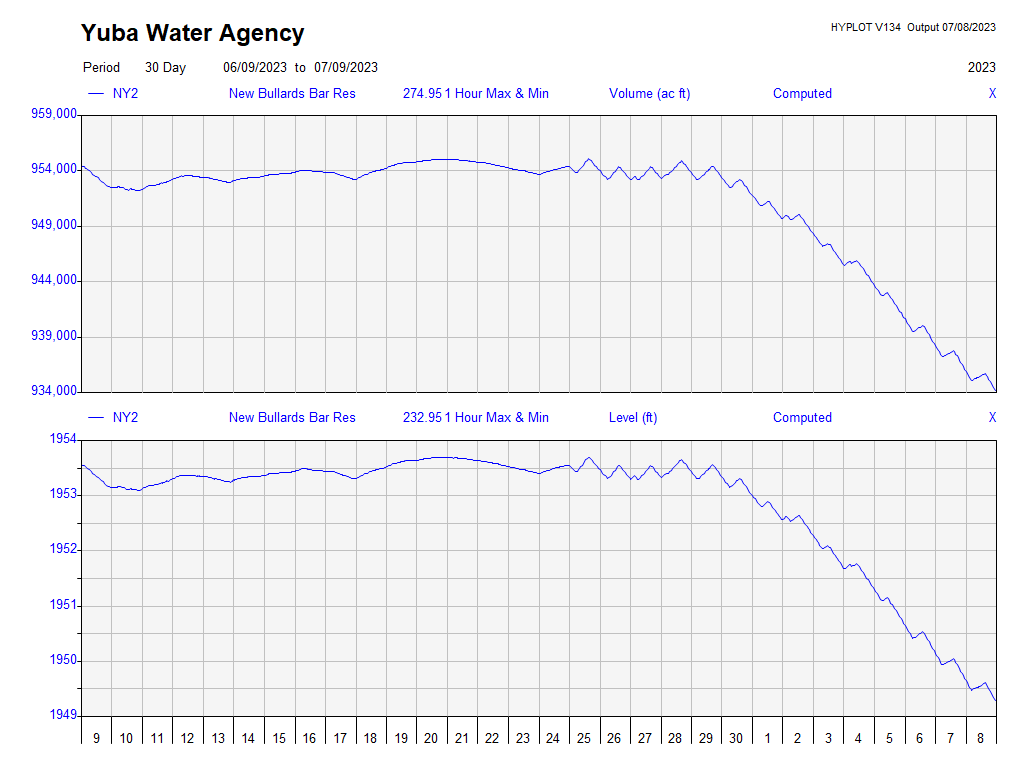 Yuba Water Agency
HYPLOT V134 Output 07/08/2023
Period 30 Day 06/09/2023 to 07/09/2023 2023
NY2 New Bullards Bar Res 274.95 1 Hour Max & Min Volume (ac ft) Computed X
959,000
954,000
949,000
944,000
939,000
934,000
NY2 New Bullards Bar Res 232.95 1 Hour Max & Min Level (ft) Computed X
1954
1953
1952
1951
1950
1949
9 10 11 12 13 14 15 16 17 18 19 20 21 22 23 24 25 26 27 28 29 30 1 2 3 4 5 6 7 8